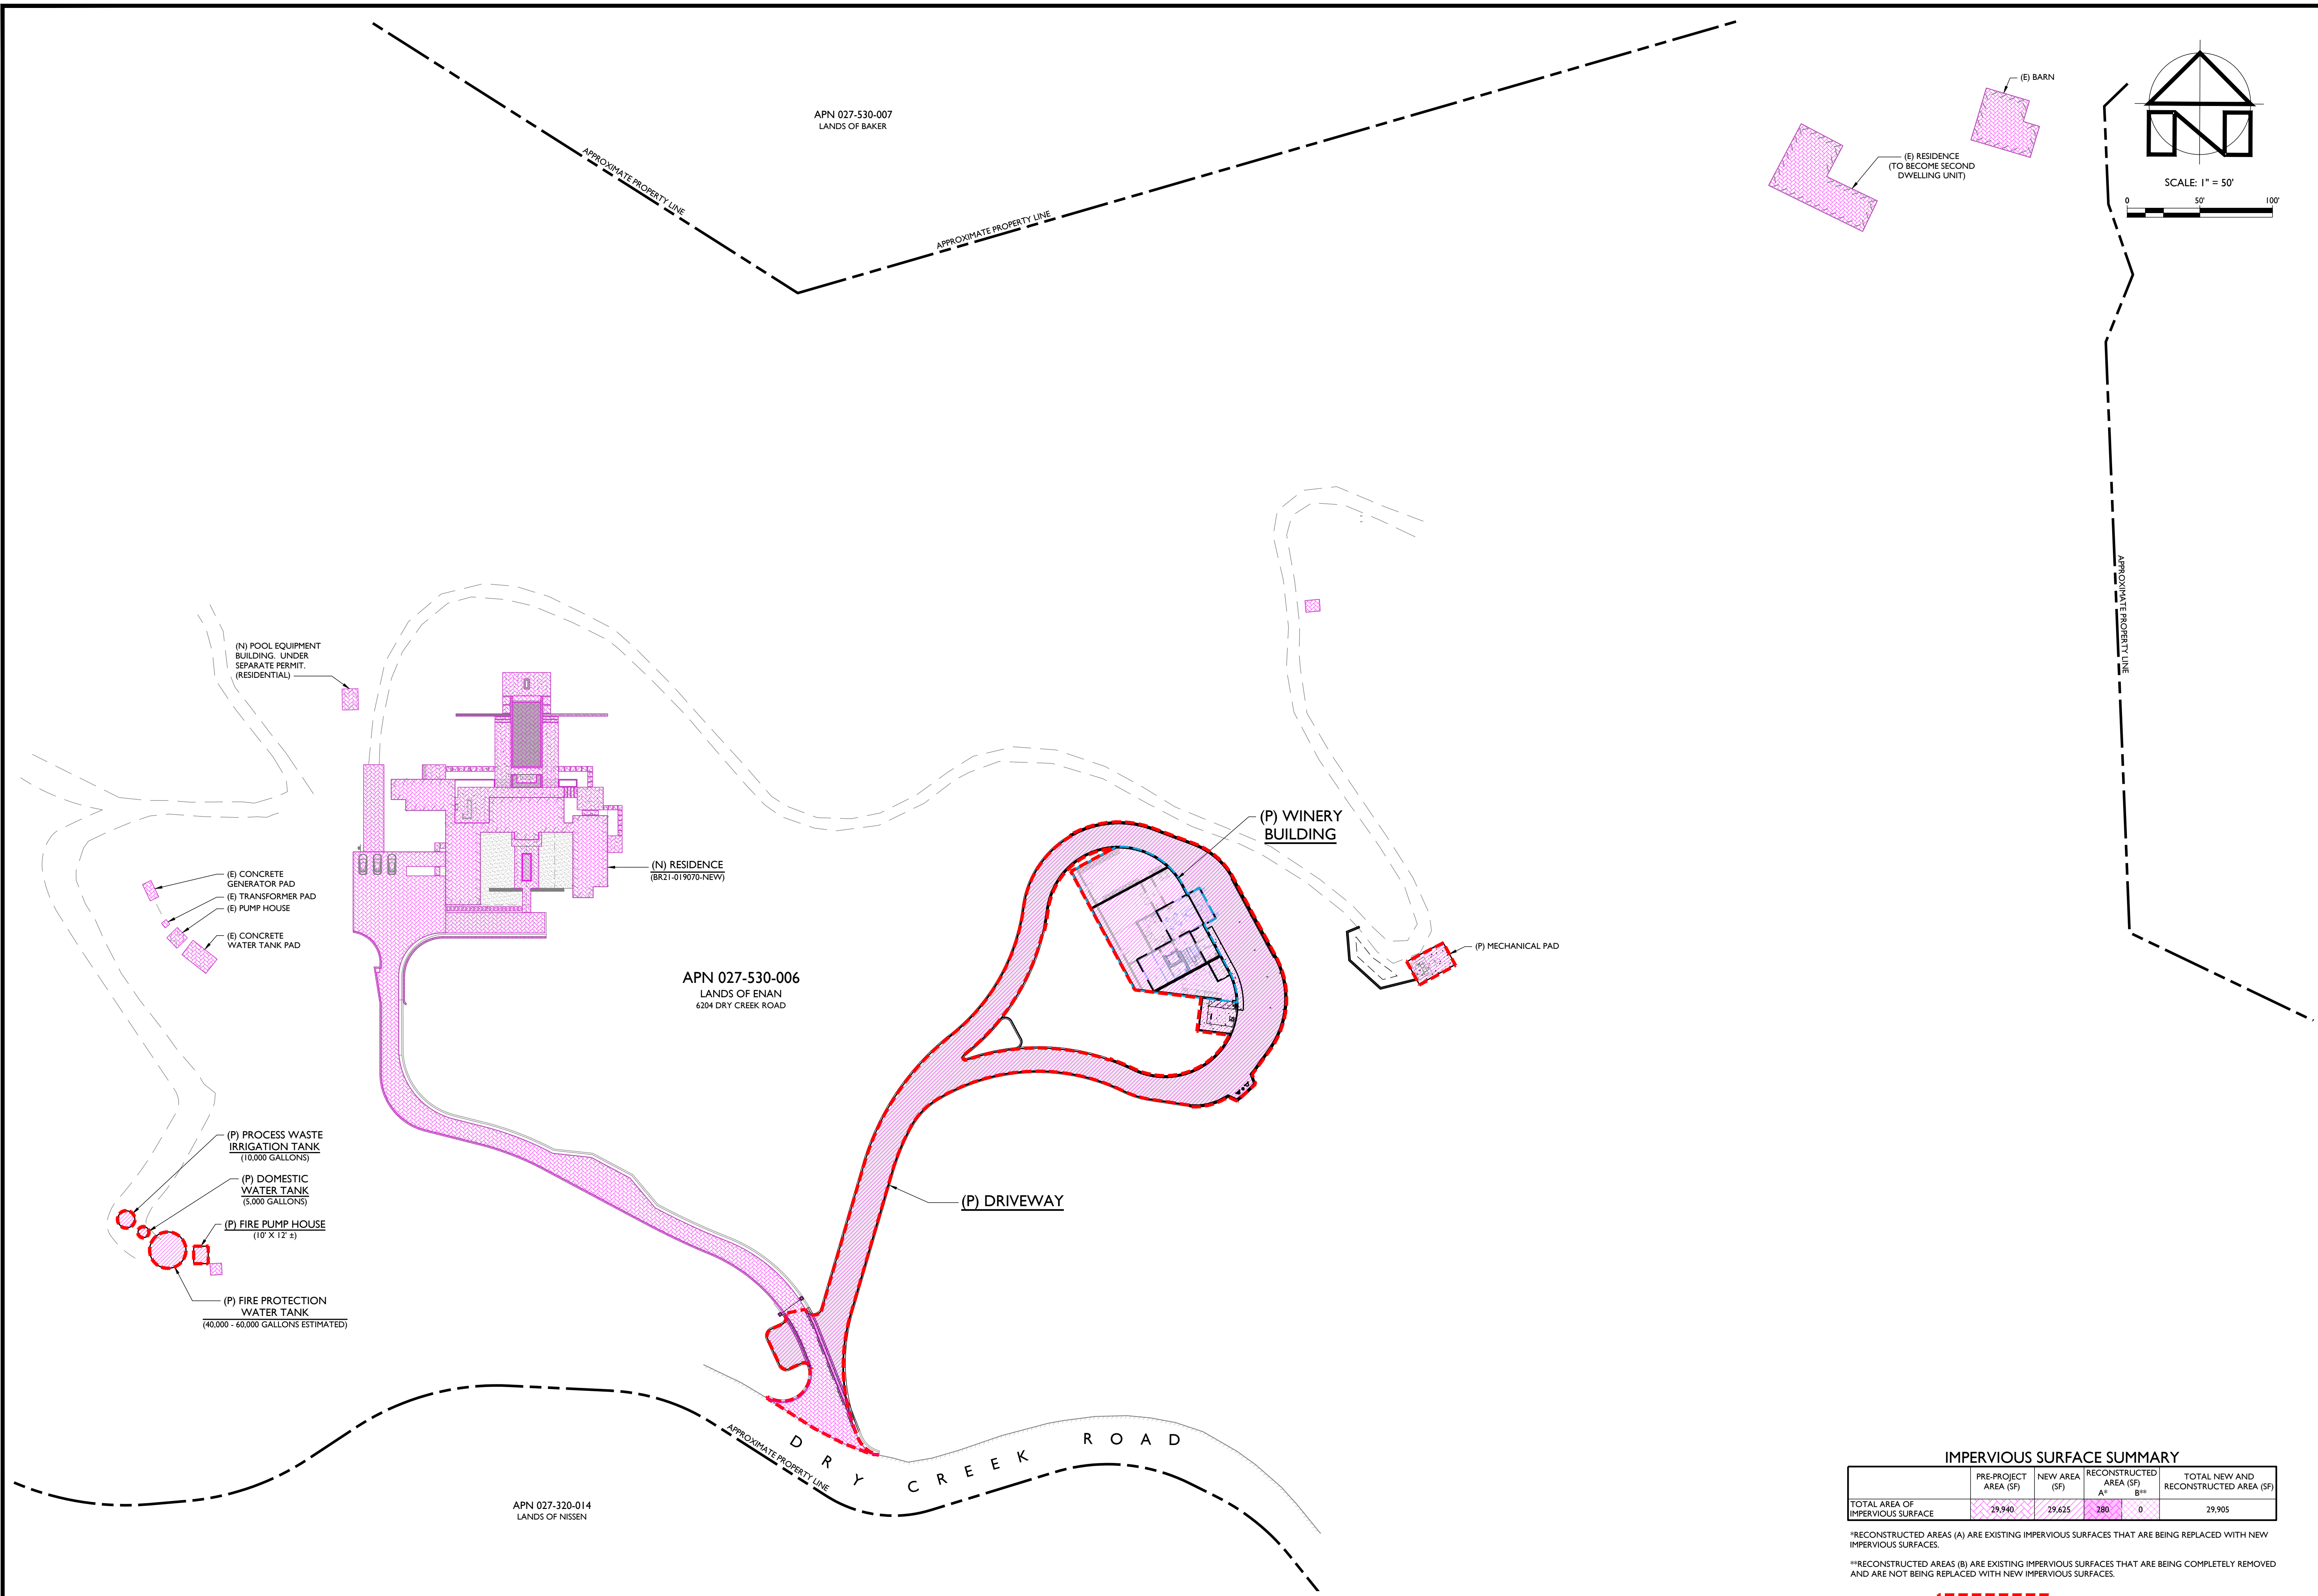 APN 027-530-007
LANDS OF BAKER
APPROXIMATE PROPERTY LINE
APPROXIMATE PROPERTY LINE
(E) BARN
(E) RESIDENCE
(TO BECOME SECOND
DWELLING UNIT)
N
SCALE: 1" = 50'
0 50' 100'
APPROXIMATE PROPERTY LINE
(N) POOL EQUIPMENT
BUILDING. UNDER
SEPARATE PERMIT.
(RESIDENTIAL)
(E) CONCRETE
GENERATOR PAD
(E) TRANSFORMER PAD
(E) PUMP HOUSE
(E) CONCRETE
WATER TANK PAD
(N) RESIDENCE
(BR21-019070-NEW)
(P) WINERY
BUILDING
(P) MECHANICAL PAD
APN 027-530-006
LANDS OF ENAN
6204 DRY CREEK ROAD
(P) PROCESS WASTE
IRRIGATION TANK
(10,000 GALLONS)
(P) DOMESTIC
WATER TANK
(5,000 GALLONS)
(P) FIRE PUMP HOUSE
(10' X 12' ±)
(P) FIRE PROTECTION
WATER TANK
(40,000 - 60,000 GALLONS ESTIMATED)
(P) DRIVEWAY
DRY CREEK ROAD
APPROXIMATE PROPERTY LINE
APN 027-320-014
LANDS OF NISSEN
IMPERVIOUS SURFACE SUMMARY
PRE-PROJECT AREA (SF) NEW AREA (SF) RECONSTRUCTED AREA (SF) A* B** TOTAL NEW AND RECONSTRUCTED AREA (SF)
TOTAL AREA OF IMPERVIOUS SURFACE 29,940 29,625 280 0 29,905
*RECONSTRUCTED AREAS (A) ARE EXISTING IMPERVIOUS SURFACES THAT ARE BEING REPLACED WITH NEW
IMPERVIOUS SURFACES.
**RECONSTRUCTED AREAS (B) ARE EXISTING IMPERVIOUS SURFACES THAT ARE BEING COMPLETELY REMOVED
AND ARE NOT BEING REPLACED WITH NEW IMPERVIOUS SURFACES.